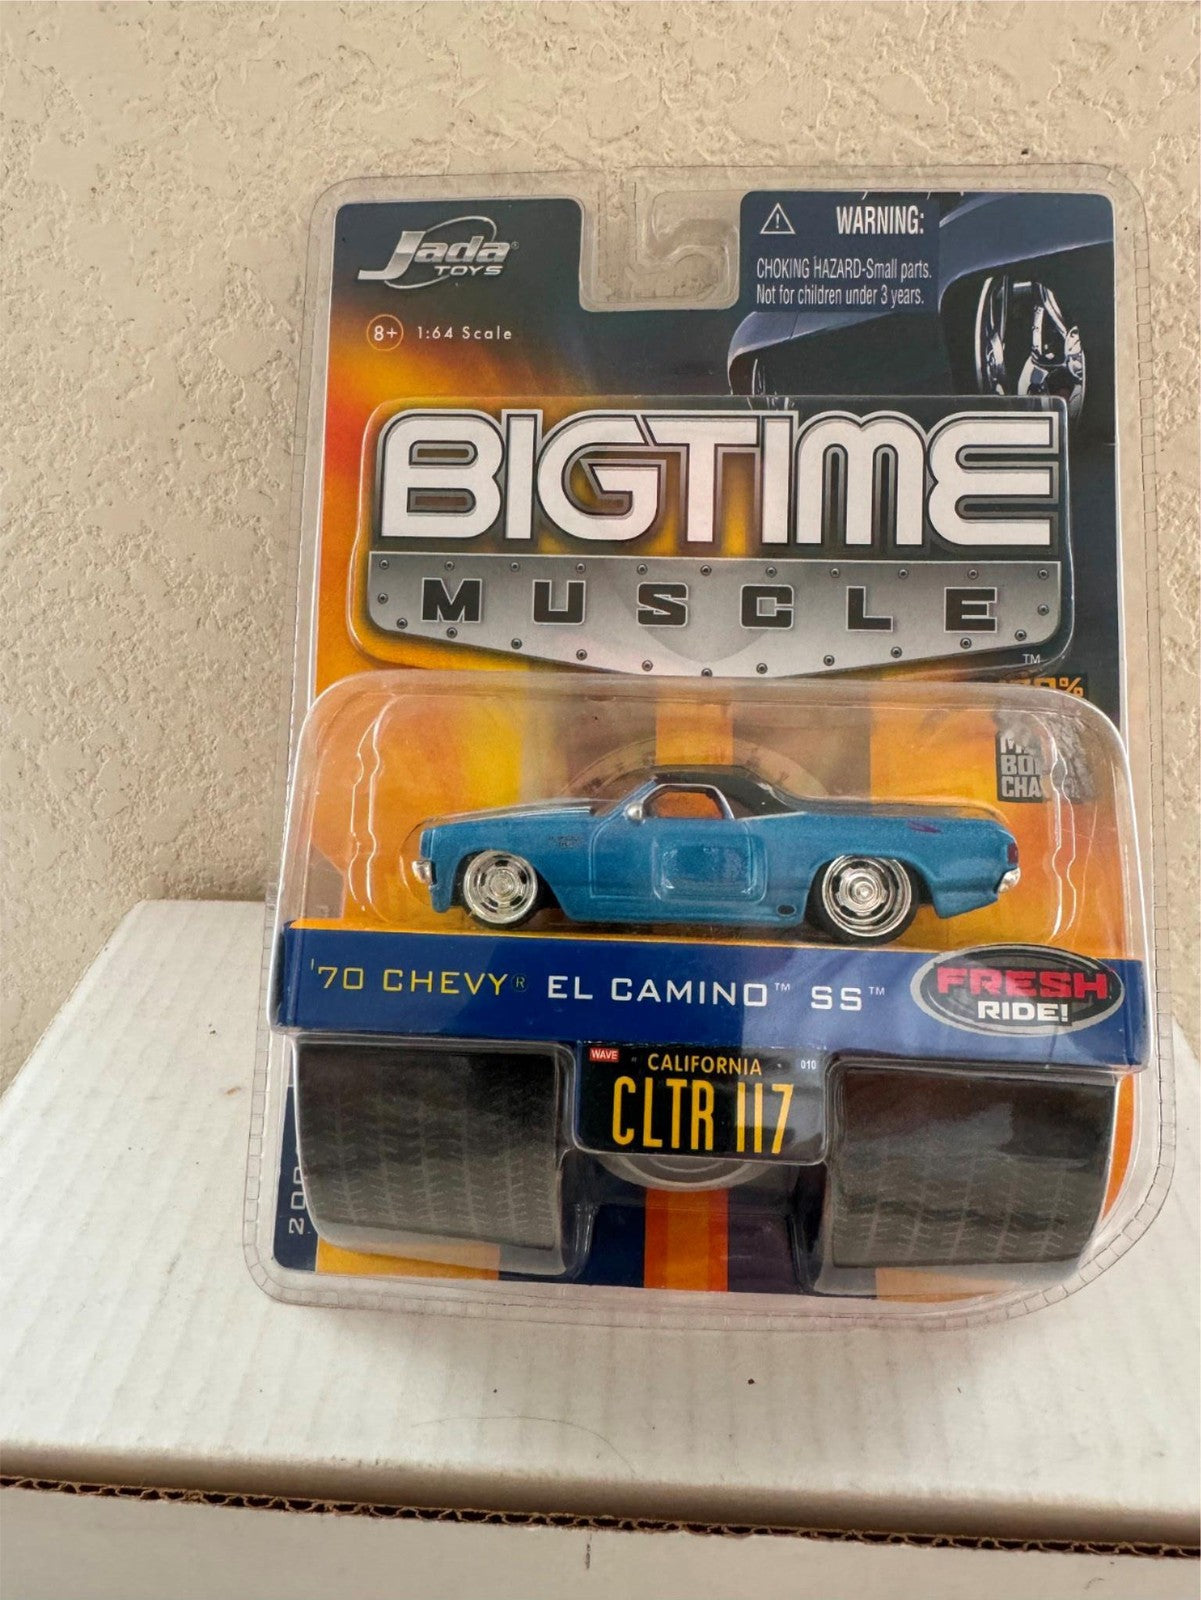 Jada®
TOYS
8+ 1:64 Scale
WARNING:
CHOKING HAZARD-Small parts.
Not for children under 3 years.
BIGTIME
MUSCLE
™
'70 CHEVY® EL CAMINO™ SS™
FRESH
RIDE!
WAVE CALIFORNIA 010
CLTR 117